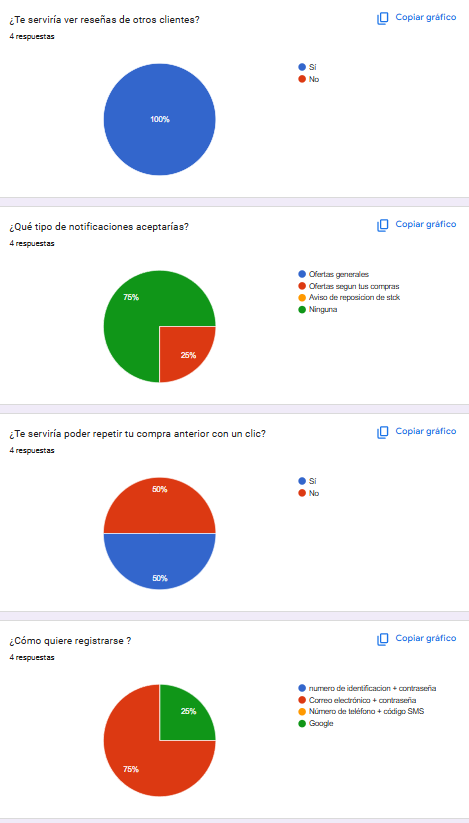 ¿Te serviría ver reseñas de otros clientes?
Copiar gráfico
4 respuestas
Sí
No
100%
¿Qué tipo de notificaciones aceptarías?
Copiar gráfico
4 respuestas
Ofertas generales
Ofertas segun tus compras
Aviso de reposicion de stck
Ninguna
75%
25%
¿Te serviría poder repetir tu compra anterior con un clic?
Copiar gráfico
4 respuestas
Sí
No
50%
50%
¿Cómo quiere registrarse ?
Copiar gráfico
4 respuestas
numero de identificacion + contraseña
Correo electrónico + contraseña
Número de teléfono + código SMS
Google
25%
75%